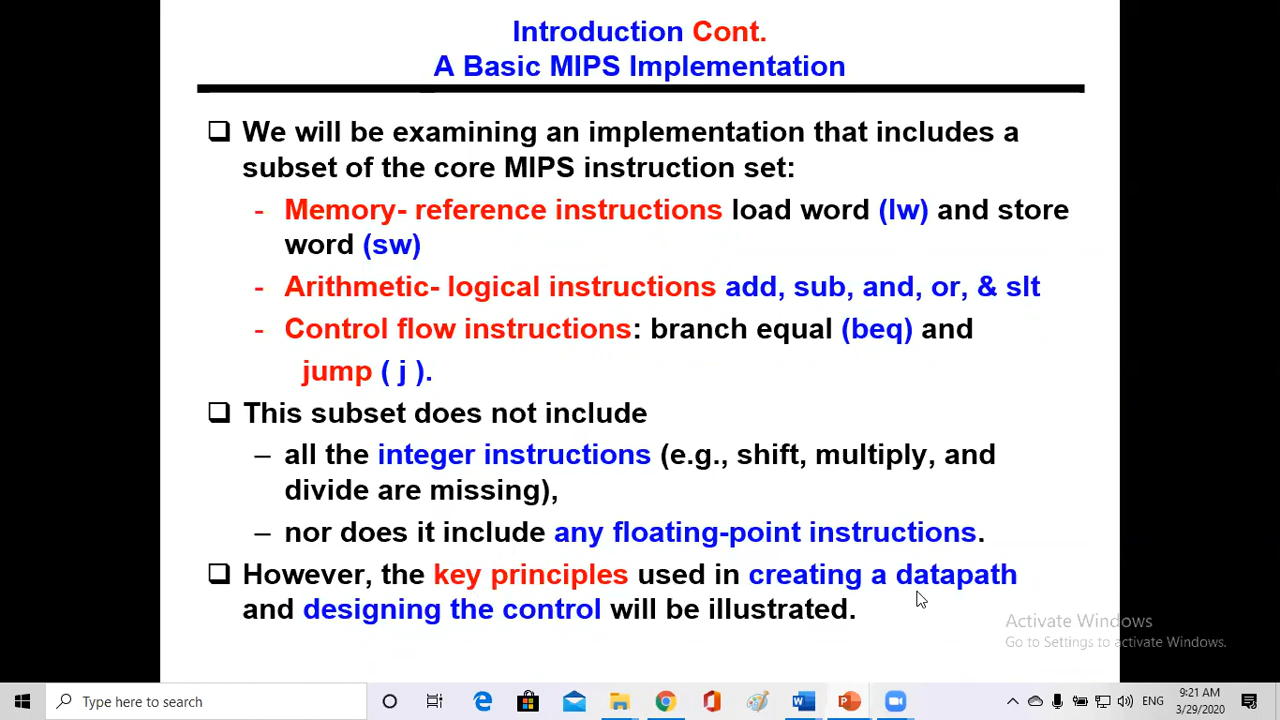 Introduction Cont.
A Basic MIPS Implementation
We will be examining an implementation that includes a
subset of the core MIPS instruction set:
- Memory- reference instructions load word (lw) and store
word (sw)
- Arithmetic- logical instructions add, sub, and, or, & slt
- Control flow instructions: branch equal (beq) and
jump ( j ).
This subset does not include
– all the integer instructions (e.g., shift, multiply, and
divide are missing),
– nor does it include any floating-point instructions.
However, the key principles used in creating a datapath
and designing the control will be illustrated.
Activate Windows
Go to Settings to activate Windows.
Type here to search
ENG
9:21 AM
3/29/2020